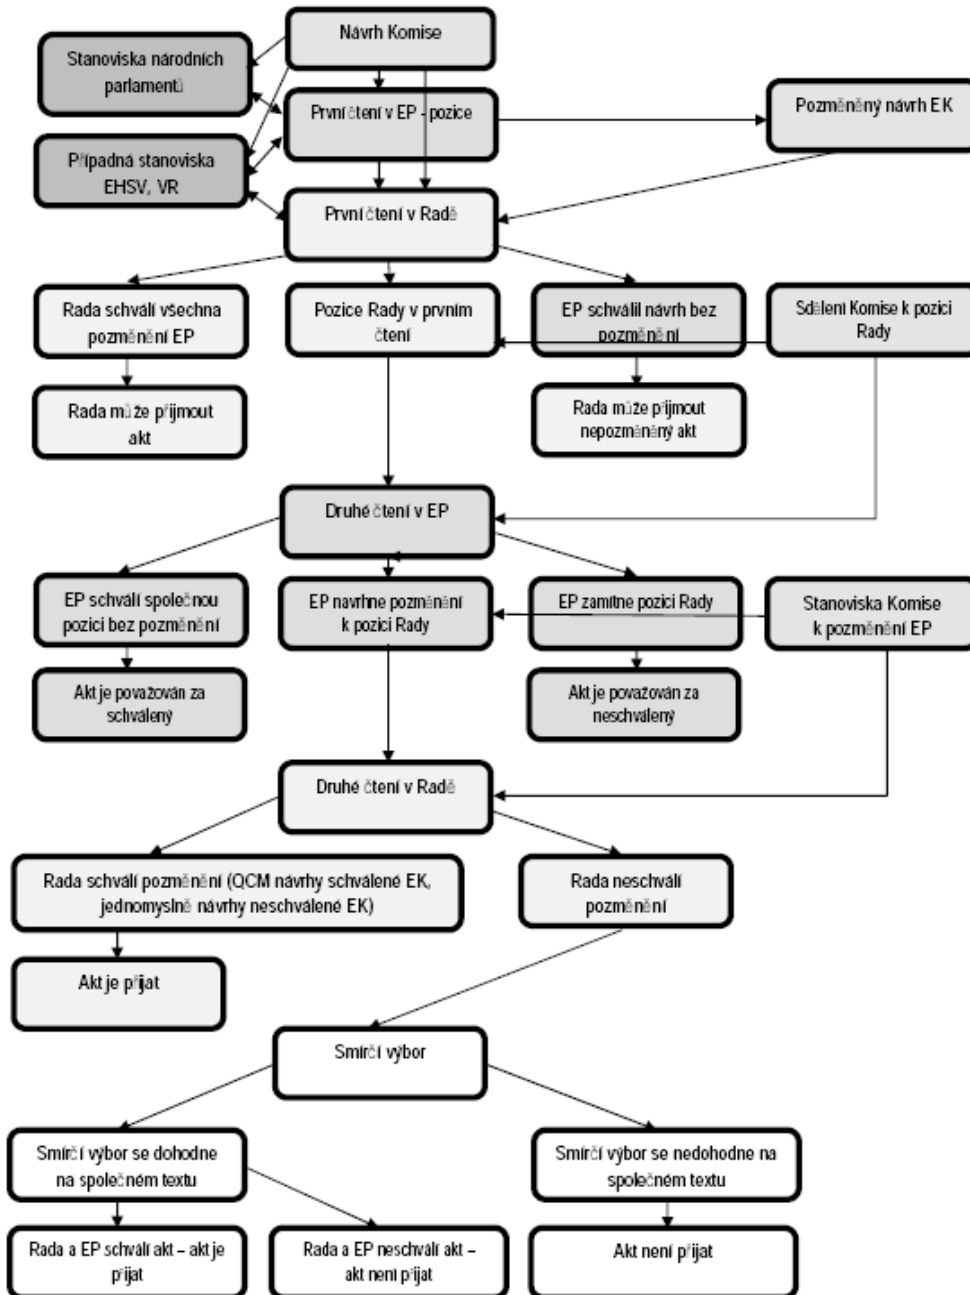 Návrh Komise
Stanoviska národních
parlamentů
První čtení v EP - pozice
Pozměněný návrh EK
Případná stanoviska
EHSV, VR
První čtení v Radě
Rada schválí všechna
pozměnění EP
Pozice Rady v prvním
čtení
EP schválil návrh bez
pozměnění
Sdělení Komise k pozici
Rady
Rada může přijmout
akt
Rada může přijmout
nepozměněný akt
Druhé čtení v EP
EP schválí společnou
pozici bez pozměnění
EP navrhne pozměnění
k pozici Rady
EP zamítne pozici Rady
Stanoviska Komise
k pozměnění EP
Akt je považován za
schválený
Akt je považován za
neschválený
Druhé čtení v Radě
Rada schválí pozměnění (QCM návrhy schválené EK,
jednomyslně návrhy neschválené EK)
Rada neschválí
pozměnění
Akt je přijat
Smírčí výbor
Smírčí výbor se dohodne
na společném textu
Smírčí výbor se nedohodne na
společném textu
Rada a EP schválí akt – akt je
přijat
Rada a EP neschválí akt –
akt není přijat
Akt není přijat